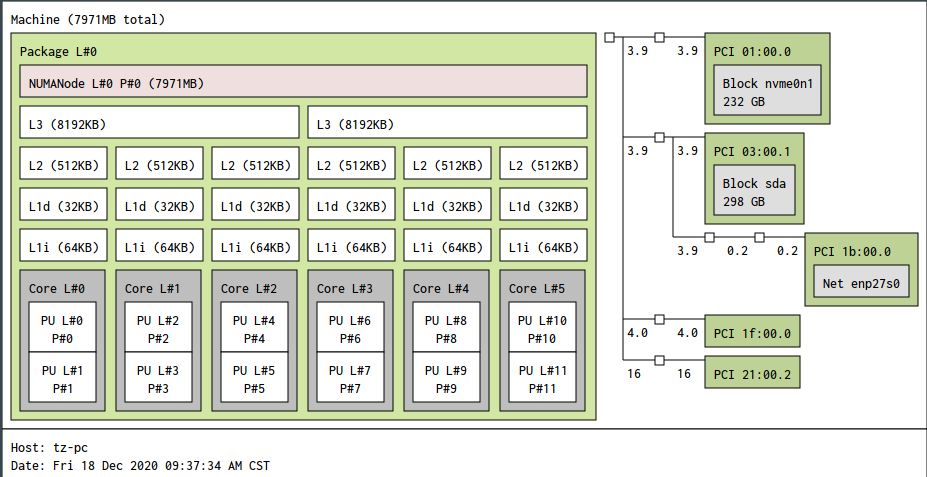 Machine (7971MB total)
Package L#0
NUMANode L#0 P#0 (7971MB)
L3 (8192KB) L3 (8192KB)
L2 (512KB) L2 (512KB) L2 (512KB) L2 (512KB) L2 (512KB) L2 (512KB)
L1d (32KB) L1d (32KB) L1d (32KB) L1d (32KB) L1d (32KB) L1d (32KB)
L1i (64KB) L1i (64KB) L1i (64KB) L1i (64KB) L1i (64KB) L1i (64KB)
Core L#0 Core L#1 Core L#2 Core L#3 Core L#4 Core L#5
PU L#0 PU L#2 PU L#4 PU L#6 PU L#8 PU L#10
P#0 P#2 P#4 P#6 P#8 P#10
PU L#1 PU L#3 PU L#5 PU L#7 PU L#9 PU L#11
P#1 P#3 P#5 P#7 P#9 P#11
3.9 3.9 PCI 01:00.0
Block nvme0n1
232 GB
3.9 3.9 PCI 03:00.1
Block sda
298 GB
3.9 0.2 0.2 PCI 1b:00.0
Net enp27s0
4.0 4.0 PCI 1f:00.0
16 16 PCI 21:00.2
Host: tz-pc
Date: Fri 18 Dec 2020 09:37:34 AM CST